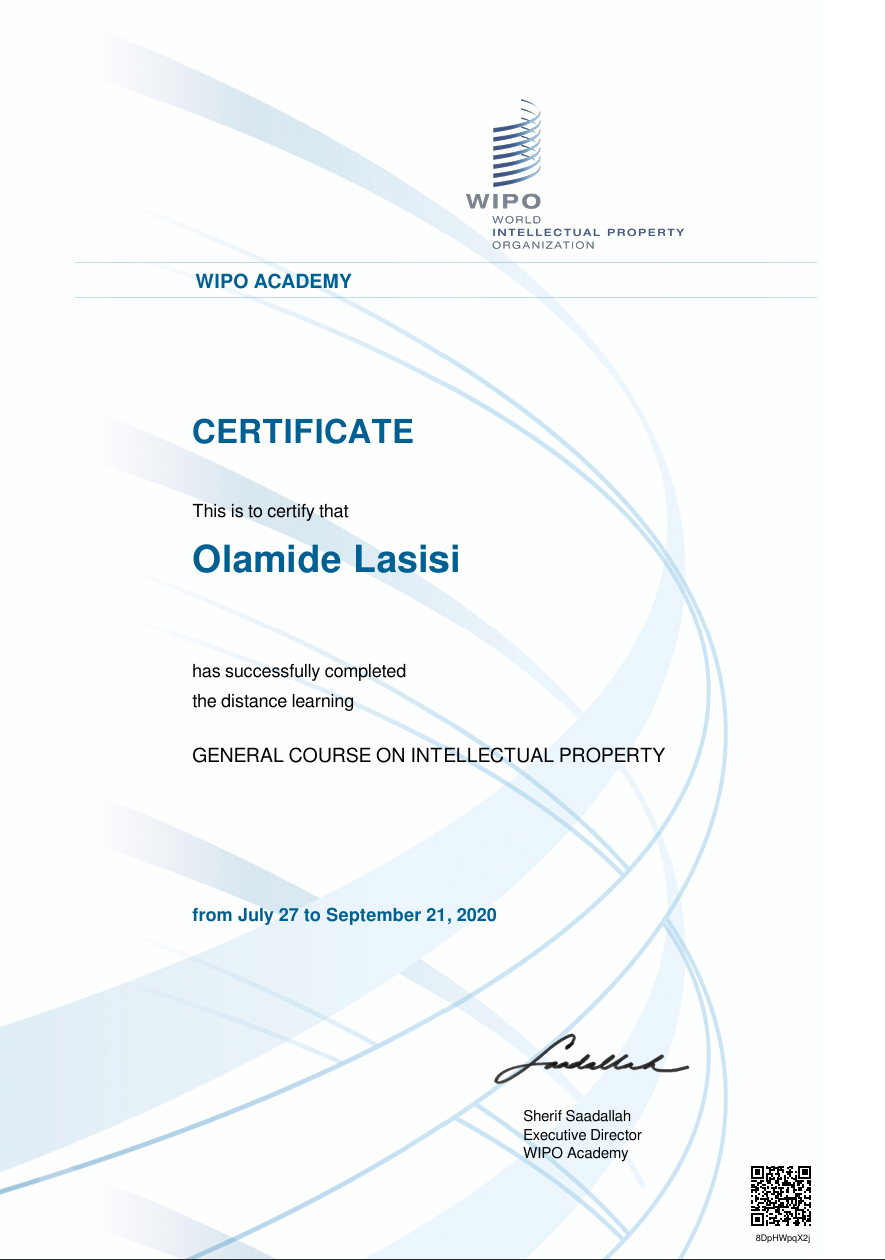 WIPO
WORLD
INTELLECTUAL PROPERTY
ORGANIZATION
WIPO ACADEMY
CERTIFICATE
This is to certify that
Olamide Lasisi
has successfully completed
the distance learning
GENERAL COURSE ON INTELLECTUAL PROPERTY
from July 27 to September 21, 2020
Saadallah
Sherif Saadallah
Executive Director
WIPO Academy
8DpHWpqX2j